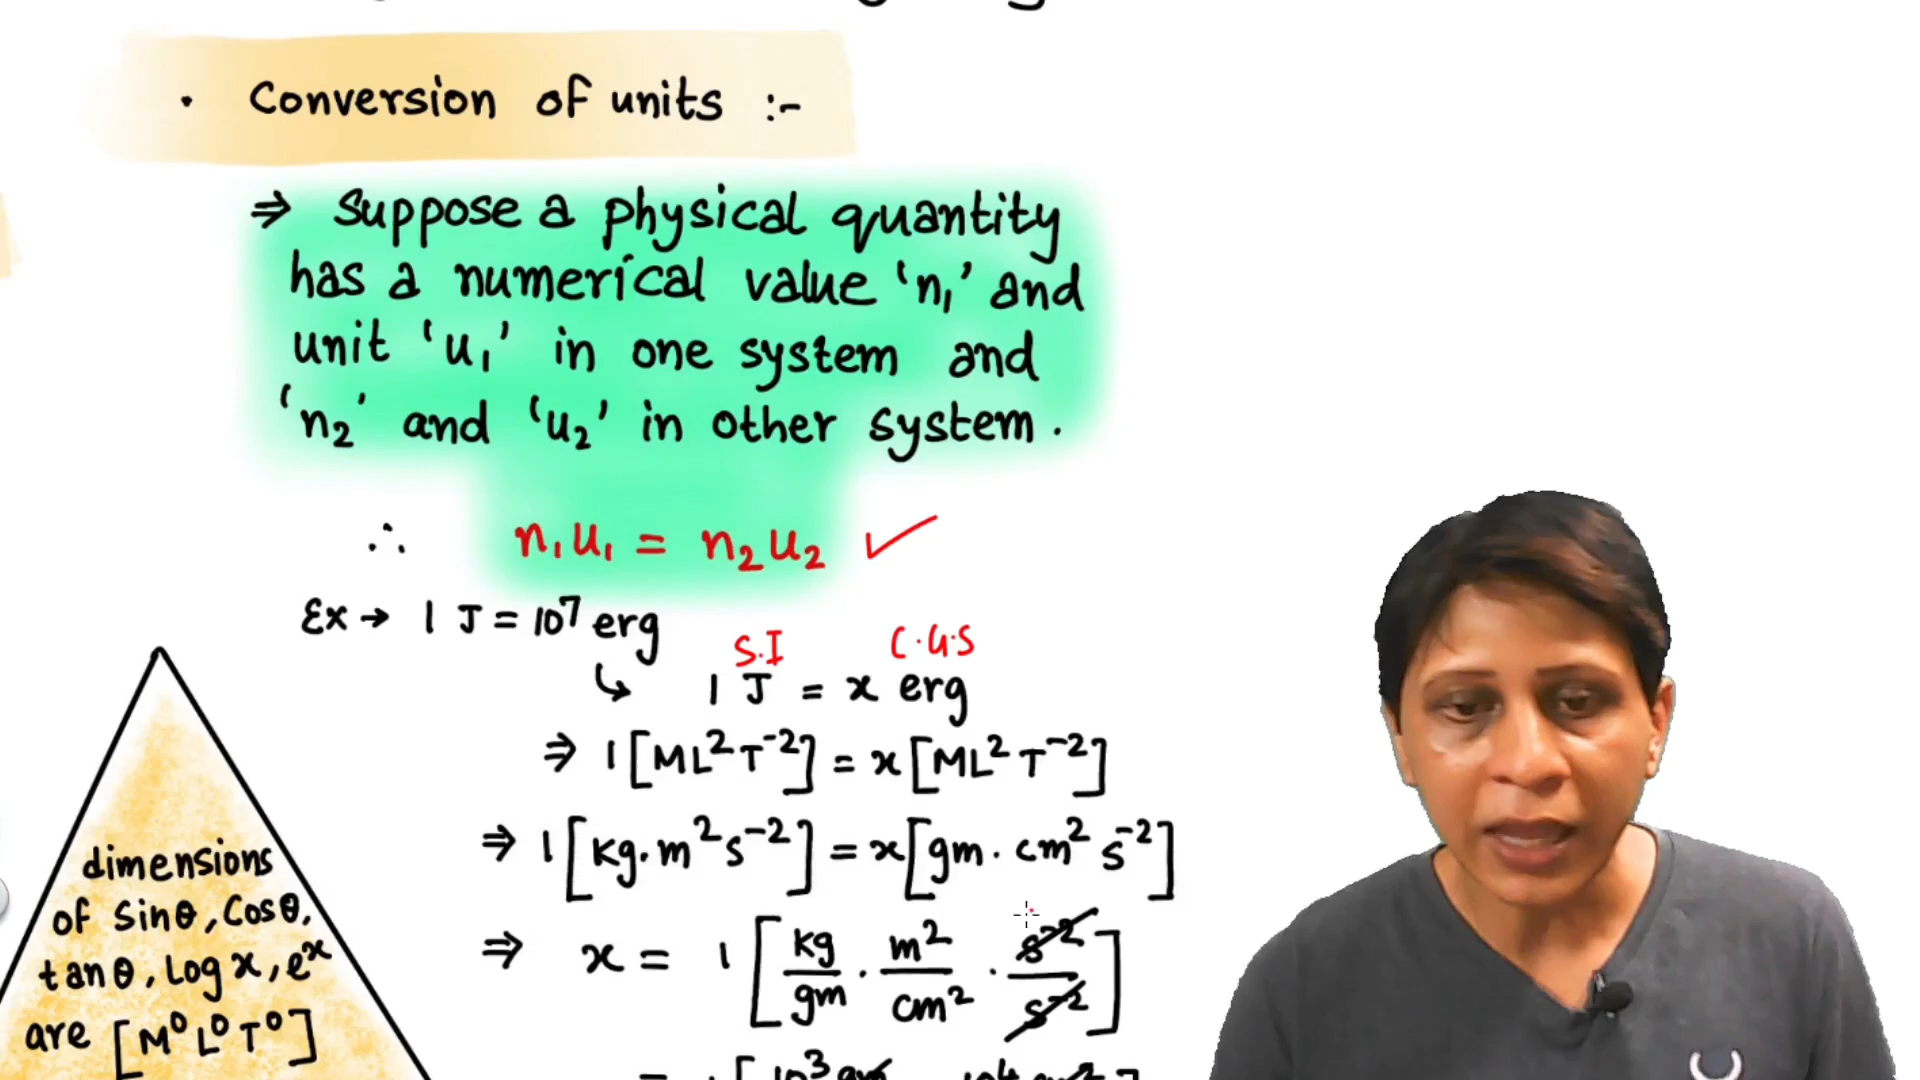 · Conversion of units :-
⇒ Suppose a physical quantity
has a numerical value 'n₁' and
unit 'u₁' in one system and
'n₂' and 'u₂' in other system.
∴ n₁u₁ = n₂u₂ ✓
Ex → 1 J = 10⁷ erg
S.I C.G.S
↳ 1 J = x erg
⇒ 1[ML²T⁻²] = x[ML²T⁻²]
⇒ 1[kg·m²s⁻²] = x[gm·cm²s⁻²]
⇒ x = 1[kg/gm · m²/cm² · s⁻²/s⁻²]
dimensions
of Sinθ, Cosθ,
tanθ, Log x, eˣ
are [M⁰L⁰T⁰]